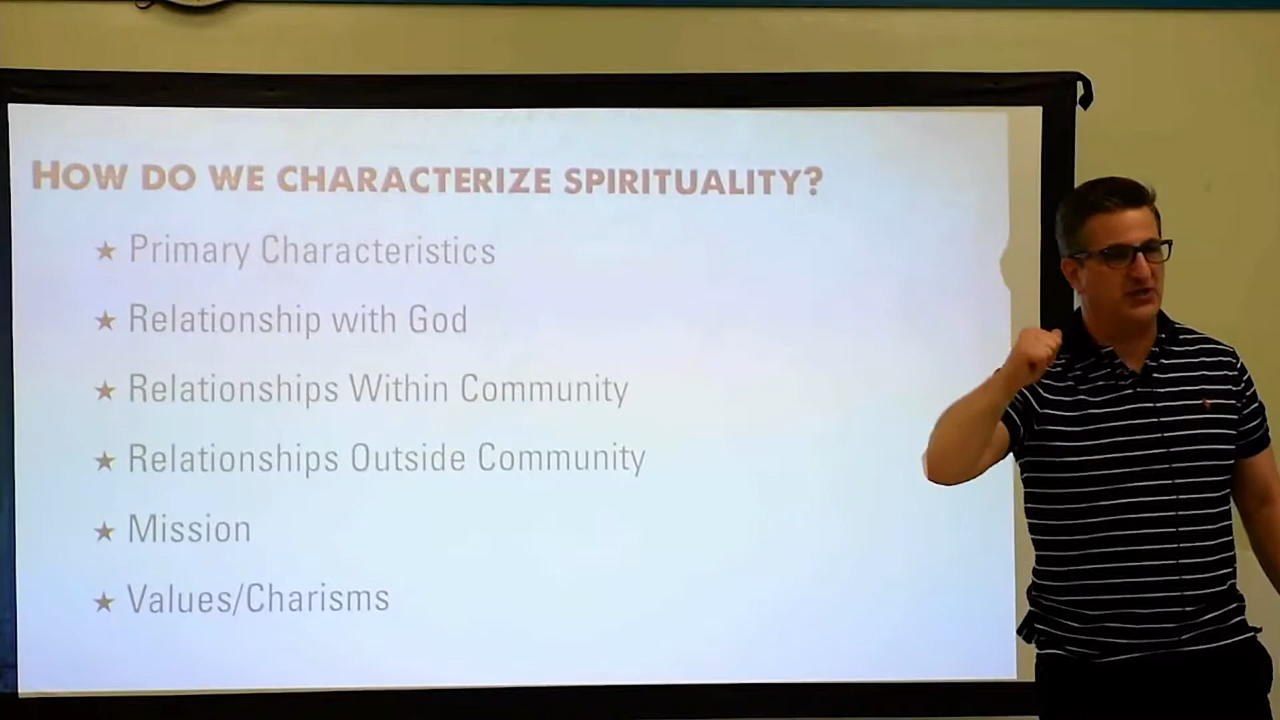 HOW DO WE CHARACTERIZE SPIRITUALITY?
★ Primary Characteristics
★ Relationship with God
★ Relationships Within Community
★ Relationships Outside Community
★ Mission
★ Values/Charisms